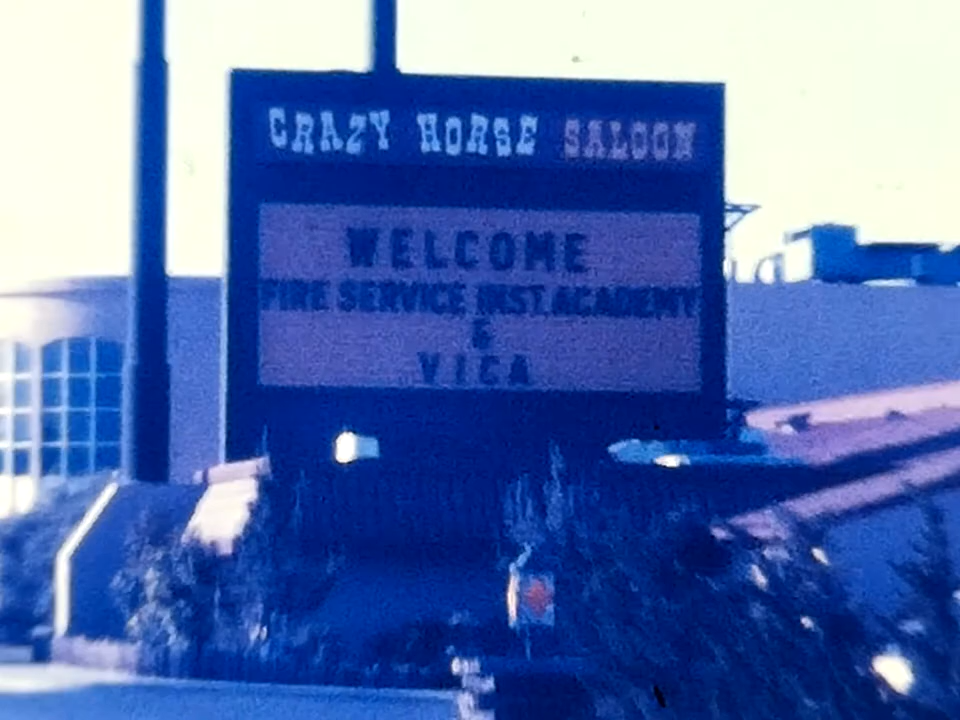 CRAZY HORSE SALOON
WELCOME
FIRE SERVICE INST. ACADEMY
&
VICA